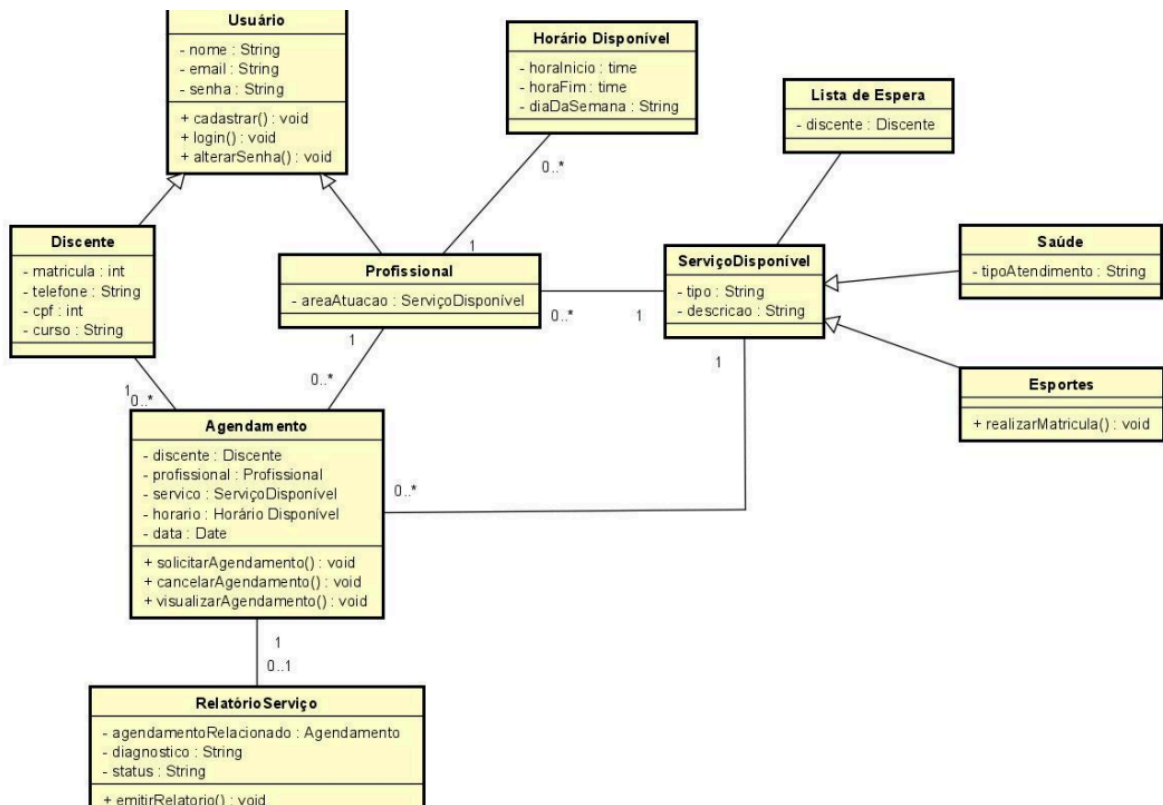 Usuário
- nome : String
- email : String
- senha : String
+ cadastrar() : void
+ login() : void
+ alterarSenha() : void
Horário Disponível
- horaInicio : time
- horaFim : time
- diaDaSemana : String
Lista de Espera
- discente : Discente
0..*
1
Discente
- matricula : int
- telefone : String
- cpf : int
- curso : String
Profissional
- areaAtuacao : ServiçoDisponível
0..*
1
ServiçoDisponível
- tipo : String
- descricao : String
Saúde
- tipoAtendimento : String
Esportes
+ realizarMatricula() : void
1
0..*
1
0..*
1
0..*
Agendamento
- discente : Discente
- profissional : Profissional
- servico : ServiçoDisponível
- horario : Horário Disponível
- data : Date
+ solicitarAgendamento() : void
+ cancelarAgendamento() : void
+ visualizarAgendamento() : void
1
0..1
RelatórioServiço
- agendamentoRelacionado : Agendamento
- diagnostico : String
- status : String
+ emitirRelatorio() : void